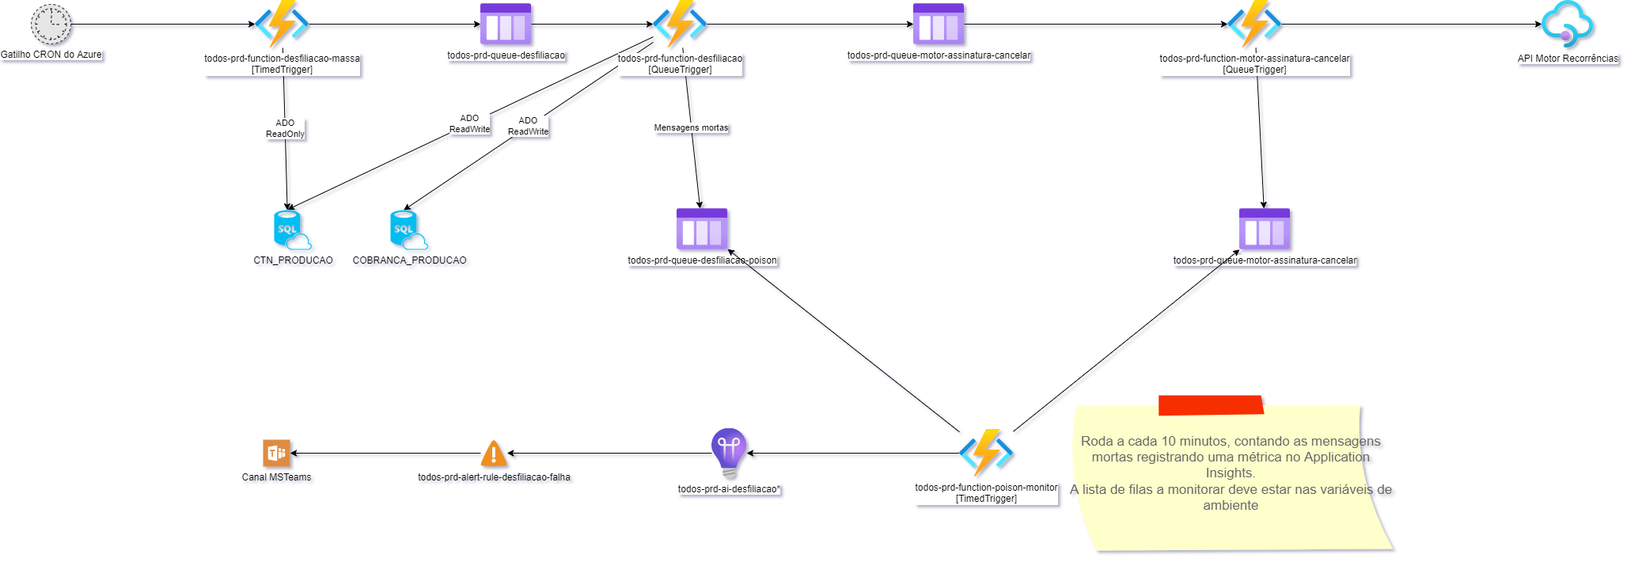 Gatilho CRON do Azure
todos-prd-function-desfiliacao-massa
[TimedTrigger]
todos-prd-queue-desfiliacao
todos-prd-function-desfiliacao
[QueueTrigger]
todos-prd-queue-motor-assinatura-cancelar
todos-prd-function-motor-assinatura-cancelar
[QueueTrigger]
API Motor Recorrências
ADO
ReadOnly
ADO
ReadWrite
ADO
ReadWrite
Mensagens mortas
SQL
CTN_PRODUCAO
SQL
COBRANCA_PRODUCAO
todos-prd-queue-desfiliacao-poison
todos-prd-queue-motor-assinatura-cancelar
Canal MSTeams
todos-prd-alert-rule-desfiliacao-falha
todos-prd-ai-desfiliacao*
todos-prd-function-poison-monitor
[TimedTrigger]
Roda a cada 10 minutos, contando as mensagens
mortas registrando uma métrica no Application
Insights.
A lista de filas a monitorar deve estar nas variáveis de
ambiente